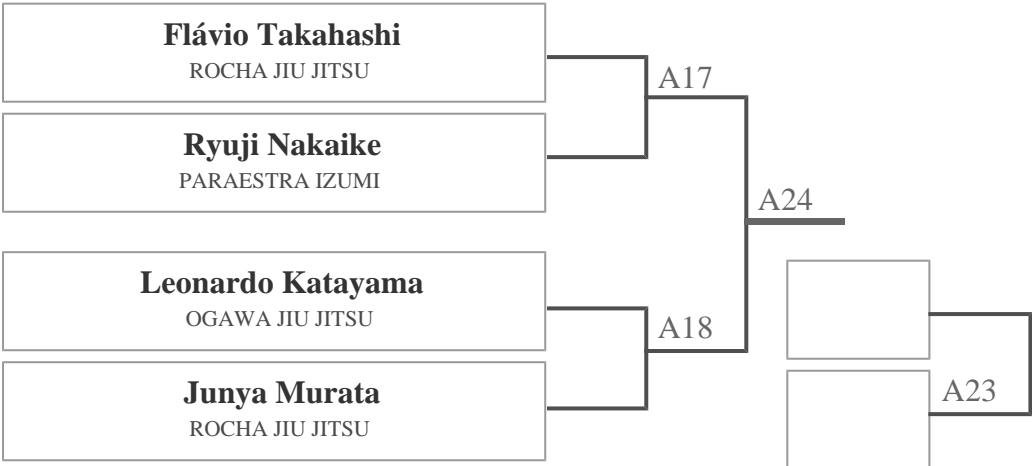 Flávio Takahashi
ROCHA JIU JITSU
A17
Ryuji Nakaike
PARAESTRA IZUMI
A24
Leonardo Katayama
OGAWA JIU JITSU
A18
Junya Murata
ROCHA JIU JITSU
A23